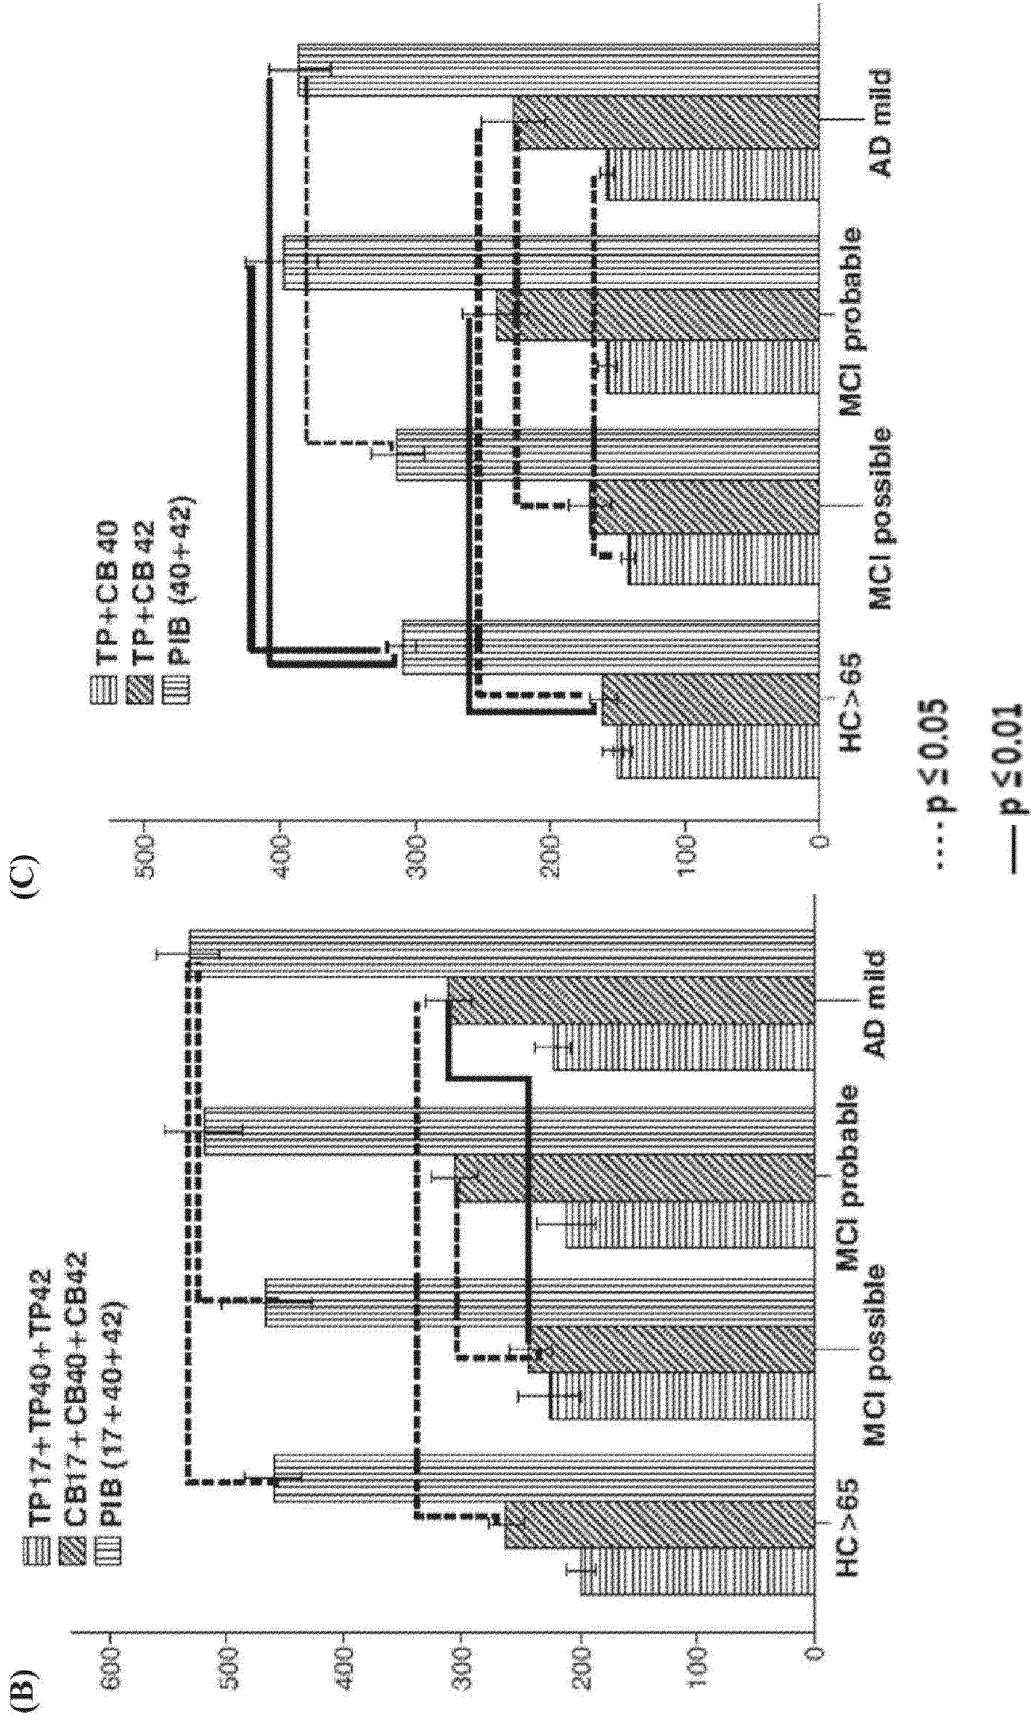 (B)
TP17+TP40+TP42
CB17+CB40+CB42
PIB (17+40+42)
600
500
400
300
200
100
0
HC>65
MCI possible
MCI probable
AD mild
(C)
TP+CB 40
TP+CB 42
PIB (40+42)
500
400
300
200
100
0
HC>65
MCI possible
MCI probable
AD mild
p ≤ 0.05
p ≤ 0.01